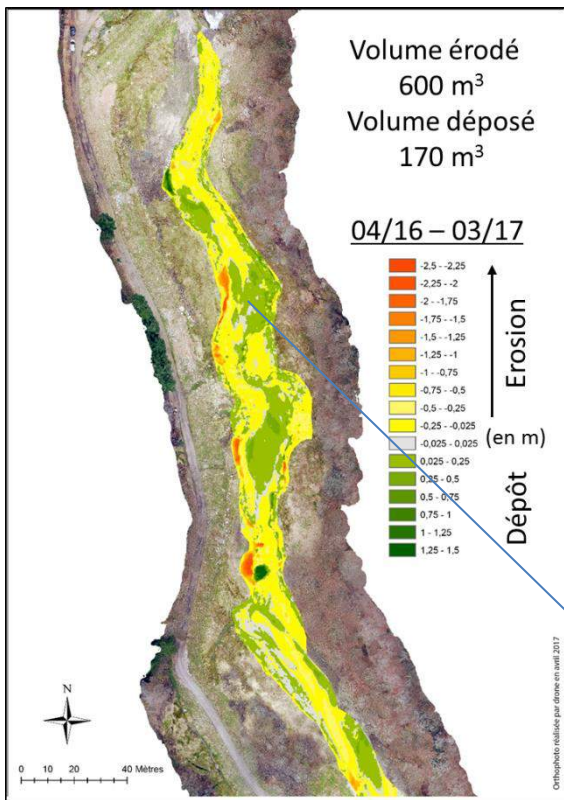 Volume érodé
600 m³
Volume déposé
170 m³
04/16 – 03/17
-2,5 - -2,25
-2,25 - -2
-2 - -1,75
-1,75 - -1,5
-1,5 - -1,25
-1,25 - -1
-1 - -0,75
-0,75 - -0,5
-0,5 - -0,25
-0,25 - -0,025
-0,025 - 0,025
0,025 - 0,25
0,25 - 0,5
0,5 - 0,75
0,75 - 1
1 - 1,25
1,25 - 1,5
Erosion
(en m)
Dépôt
N
0 10 20 40 Mètres
Orthophoto réalisée par drone en avril 2017